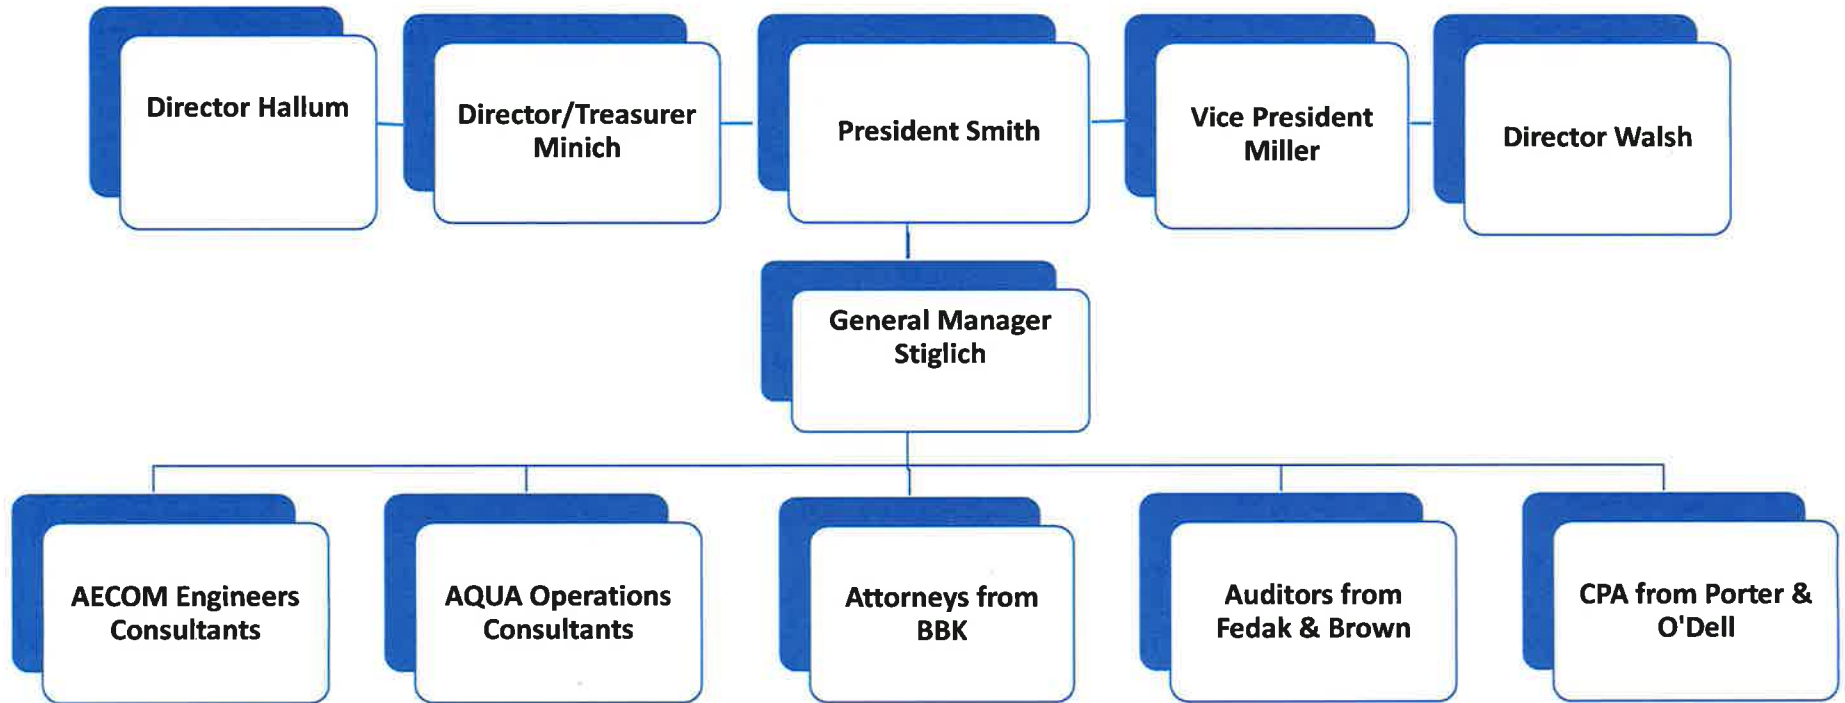 Director Hallum
Director/Treasurer
Minich
President Smith
Vice President
Miller
Director Walsh
General Manager
Stiglich
AECOM Engineers
Consultants
AQUA Operations
Consultants
Attorneys from
BBK
Auditors from
Fedak & Brown
CPA from Porter &
O'Dell